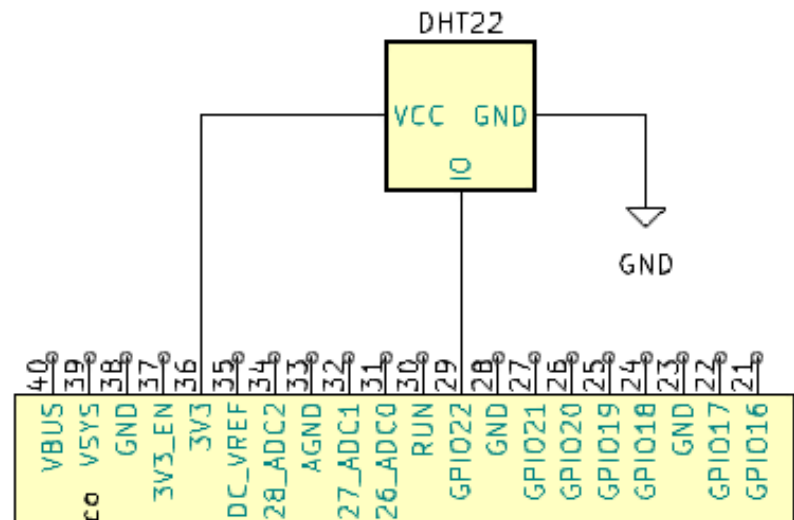 DHT22
VCC GND
IO
GND
40 39 38 37 36 35 34 33 32 31 30 29 28 27 26 25 24 23 22 21
VBUS
VSYS
GND
3V3_EN
3V3
DC_VREF
28_ADC2
AGND
27_ADC1
26_ADC0
RUN
GPIO22
GND
GPIO21
GPIO20
GPIO19
GPIO18
GND
GPIO17
GPIO16
co